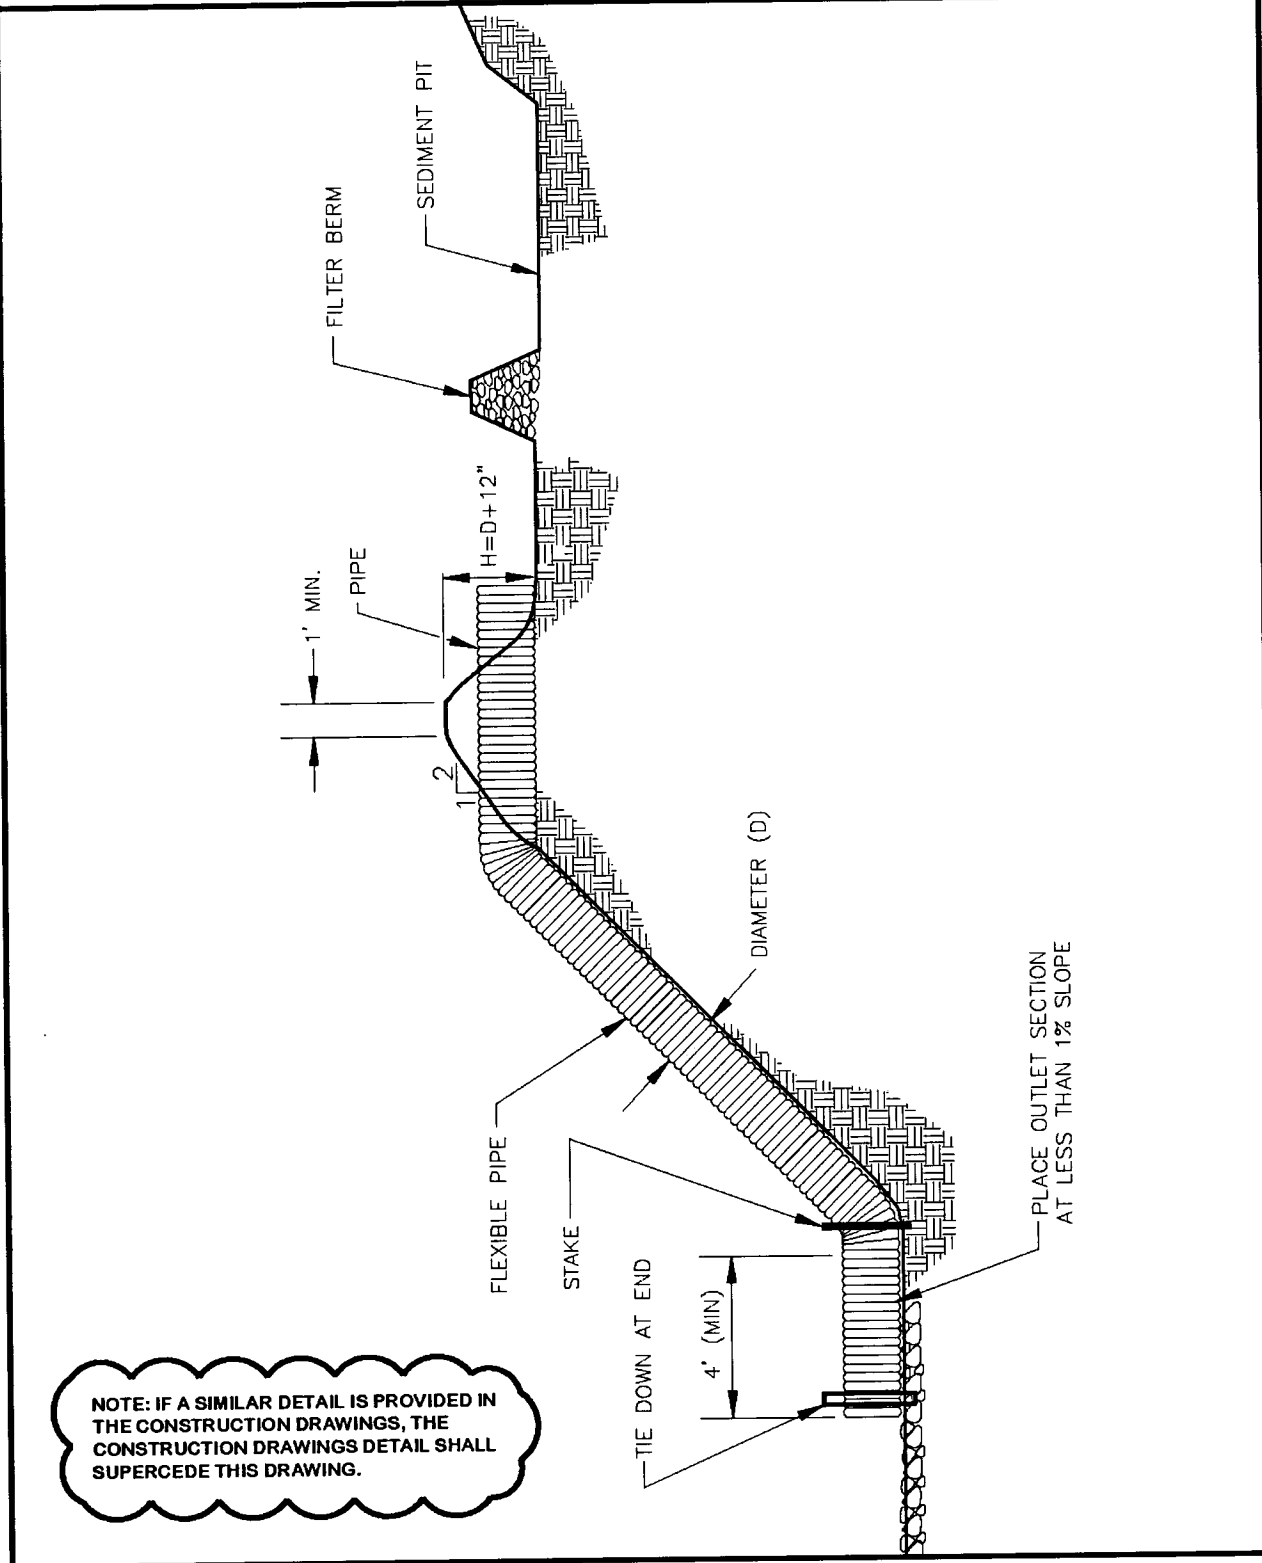 SEDIMENT PIT
FILTER BERM
H=D+12"
PIPE
1' MIN.
2
1
DIAMETER (D)
FLEXIBLE PIPE
STAKE
TIE DOWN AT END
4' (MIN)
PLACE OUTLET SECTION
AT LESS THAN 1% SLOPE
NOTE: IF A SIMILAR DETAIL IS PROVIDED IN
THE CONSTRUCTION DRAWINGS, THE
CONSTRUCTION DRAWINGS DETAIL SHALL
SUPERCEDE THIS DRAWING.